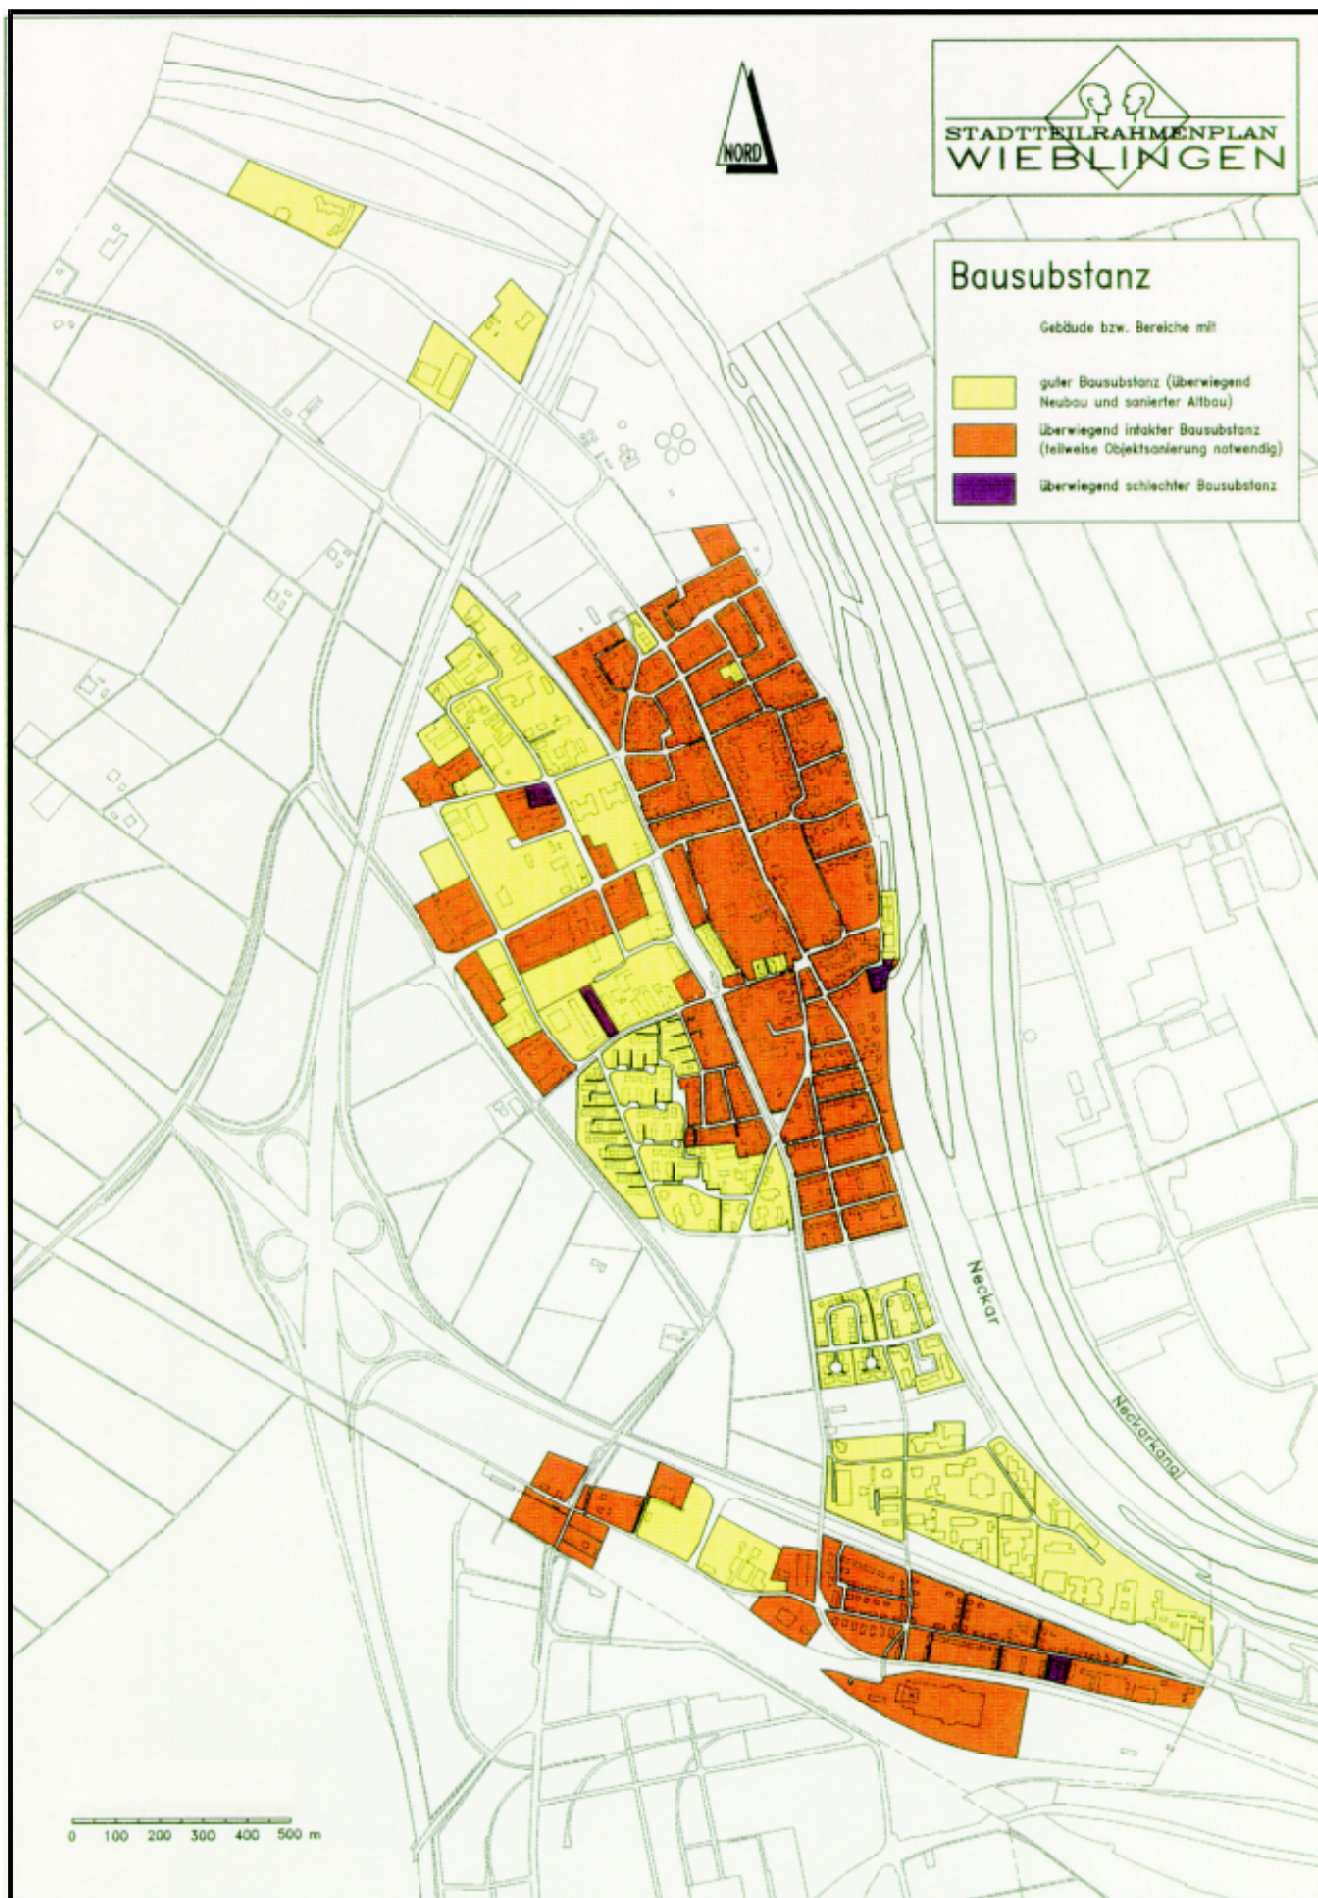 NORD
STADTTEILRAHMENPLAN
WIEBLINGEN
Bausubstanz
Gebäude bzw. Bereiche mit
guter Bausubstanz (überwiegend
Neubau und sanierter Altbau)
überwiegend intakter Bausubstanz
(teilweise Objektsanierung notwendig)
überwiegend schlechter Bausubstanz
Neckar
Neckarkanal
0 100 200 300 400 500 m